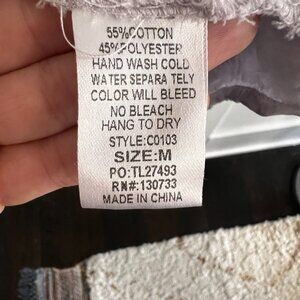 55%COTTON
45%POLYESTER
HAND WASH COLD
WATER SEPARA TELY
COLOR WILL BLEED
NO BLEACH
HANG TO DRY
STYLE:C0103
SIZE:M
PO:TL27493
RN#:130733
MADE IN CHINA